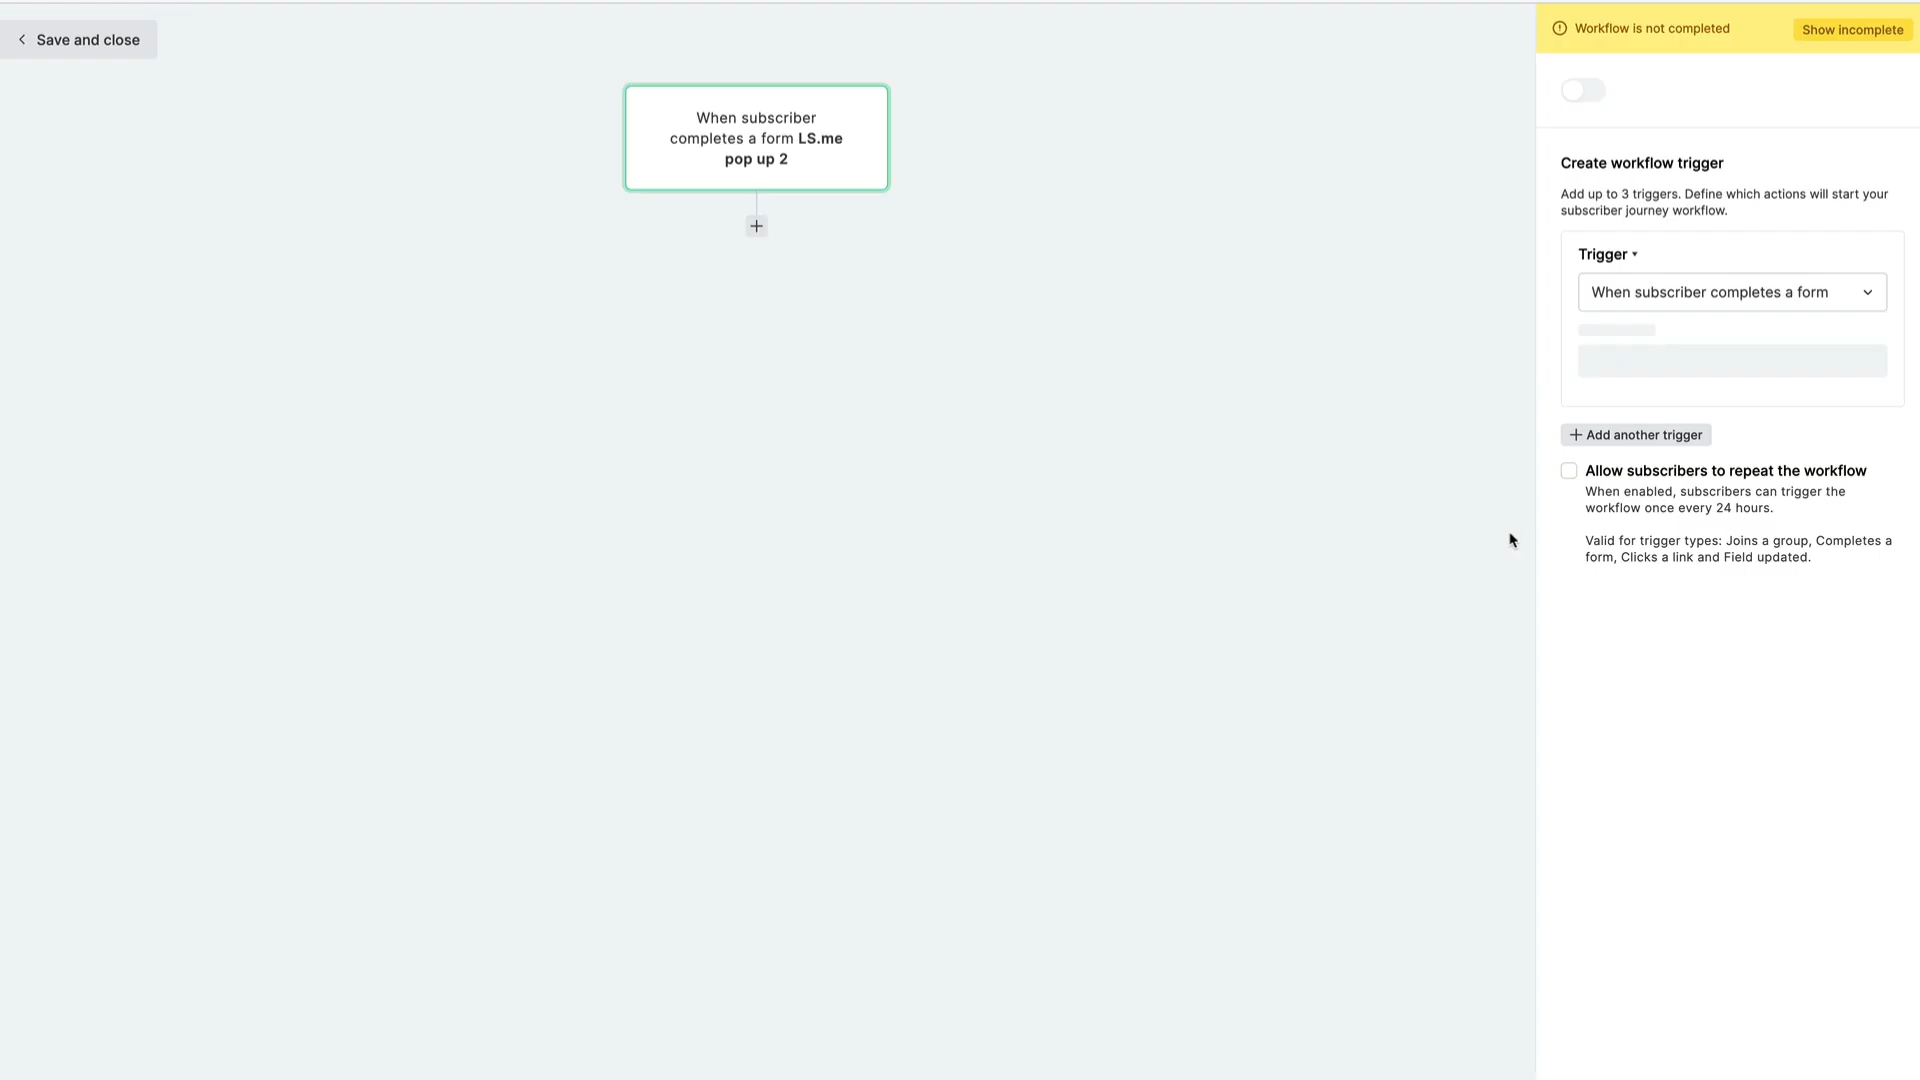 Save and close
When subscriber
completes a form LS.me
pop up 2
Workflow is not completed
Show incomplete
Create workflow trigger
Add up to 3 triggers. Define which actions will start your
subscriber journey workflow.
Trigger
When subscriber completes a form
Add another trigger
Allow subscribers to repeat the workflow
When enabled, subscribers can trigger the
workflow once every 24 hours.
Valid for trigger types: Joins a group, Completes a
form, Clicks a link and Field updated.